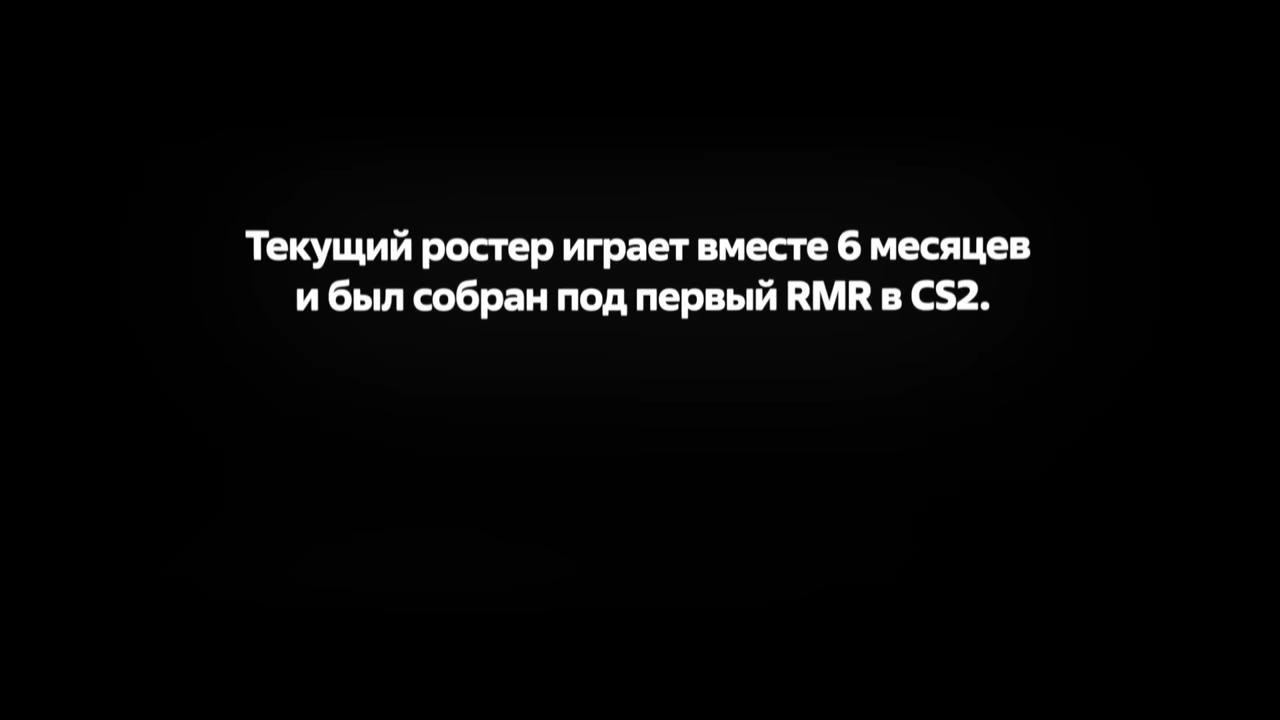 Текущий ростер играет вместе 6 месяцев
и был собран под первый RMR в CS2.